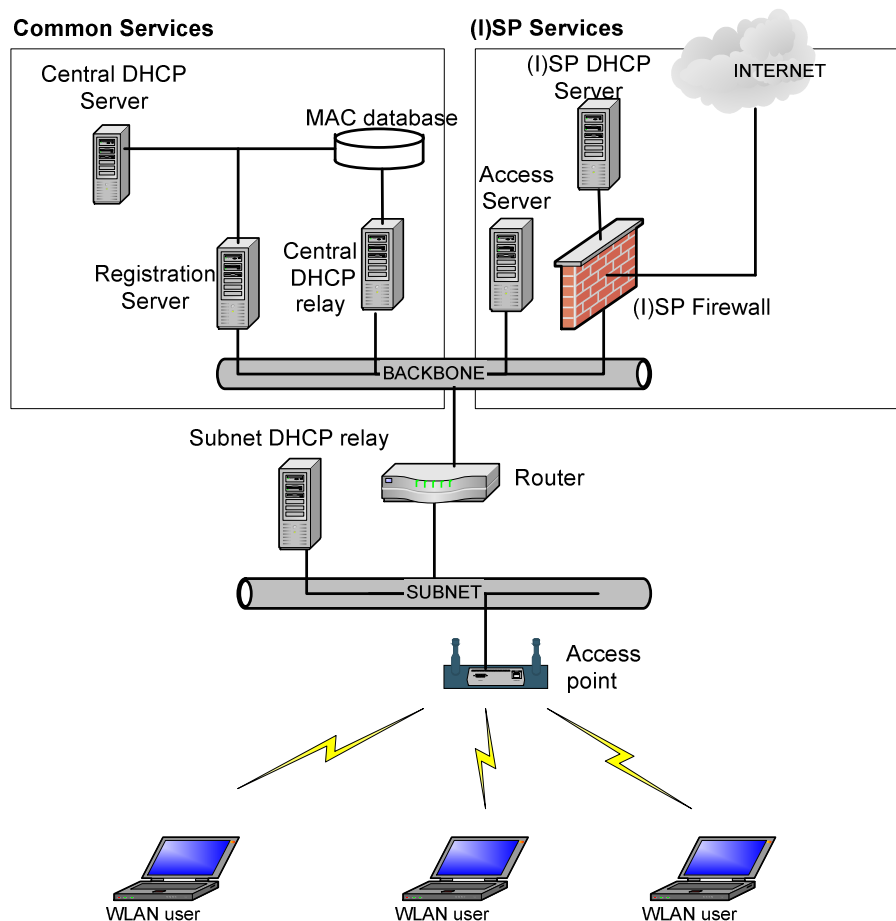 Common Services
(I)SP Services
Central DHCP
Server
MAC database
Registration
Server
Central
DHCP
relay
(I)SP DHCP
Server
INTERNET
Access
Server
(I)SP Firewall
BACKBONE
Subnet DHCP relay
Router
SUBNET
Access
point
WLAN user
WLAN user
WLAN user